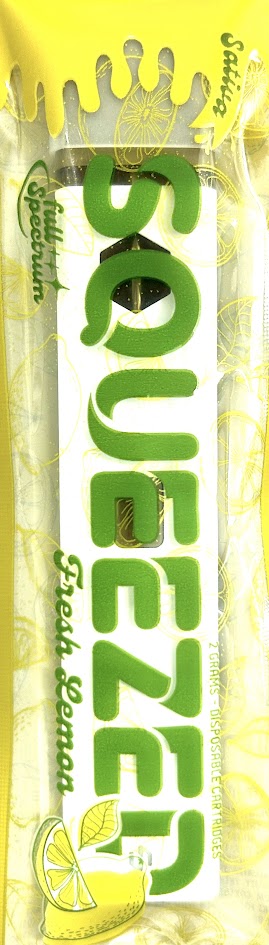 Sativa
Full
Spectrum
SQUEEZED
2 GRAMS - DISPOSABLE CARTRIDGES
Fresh Lemon